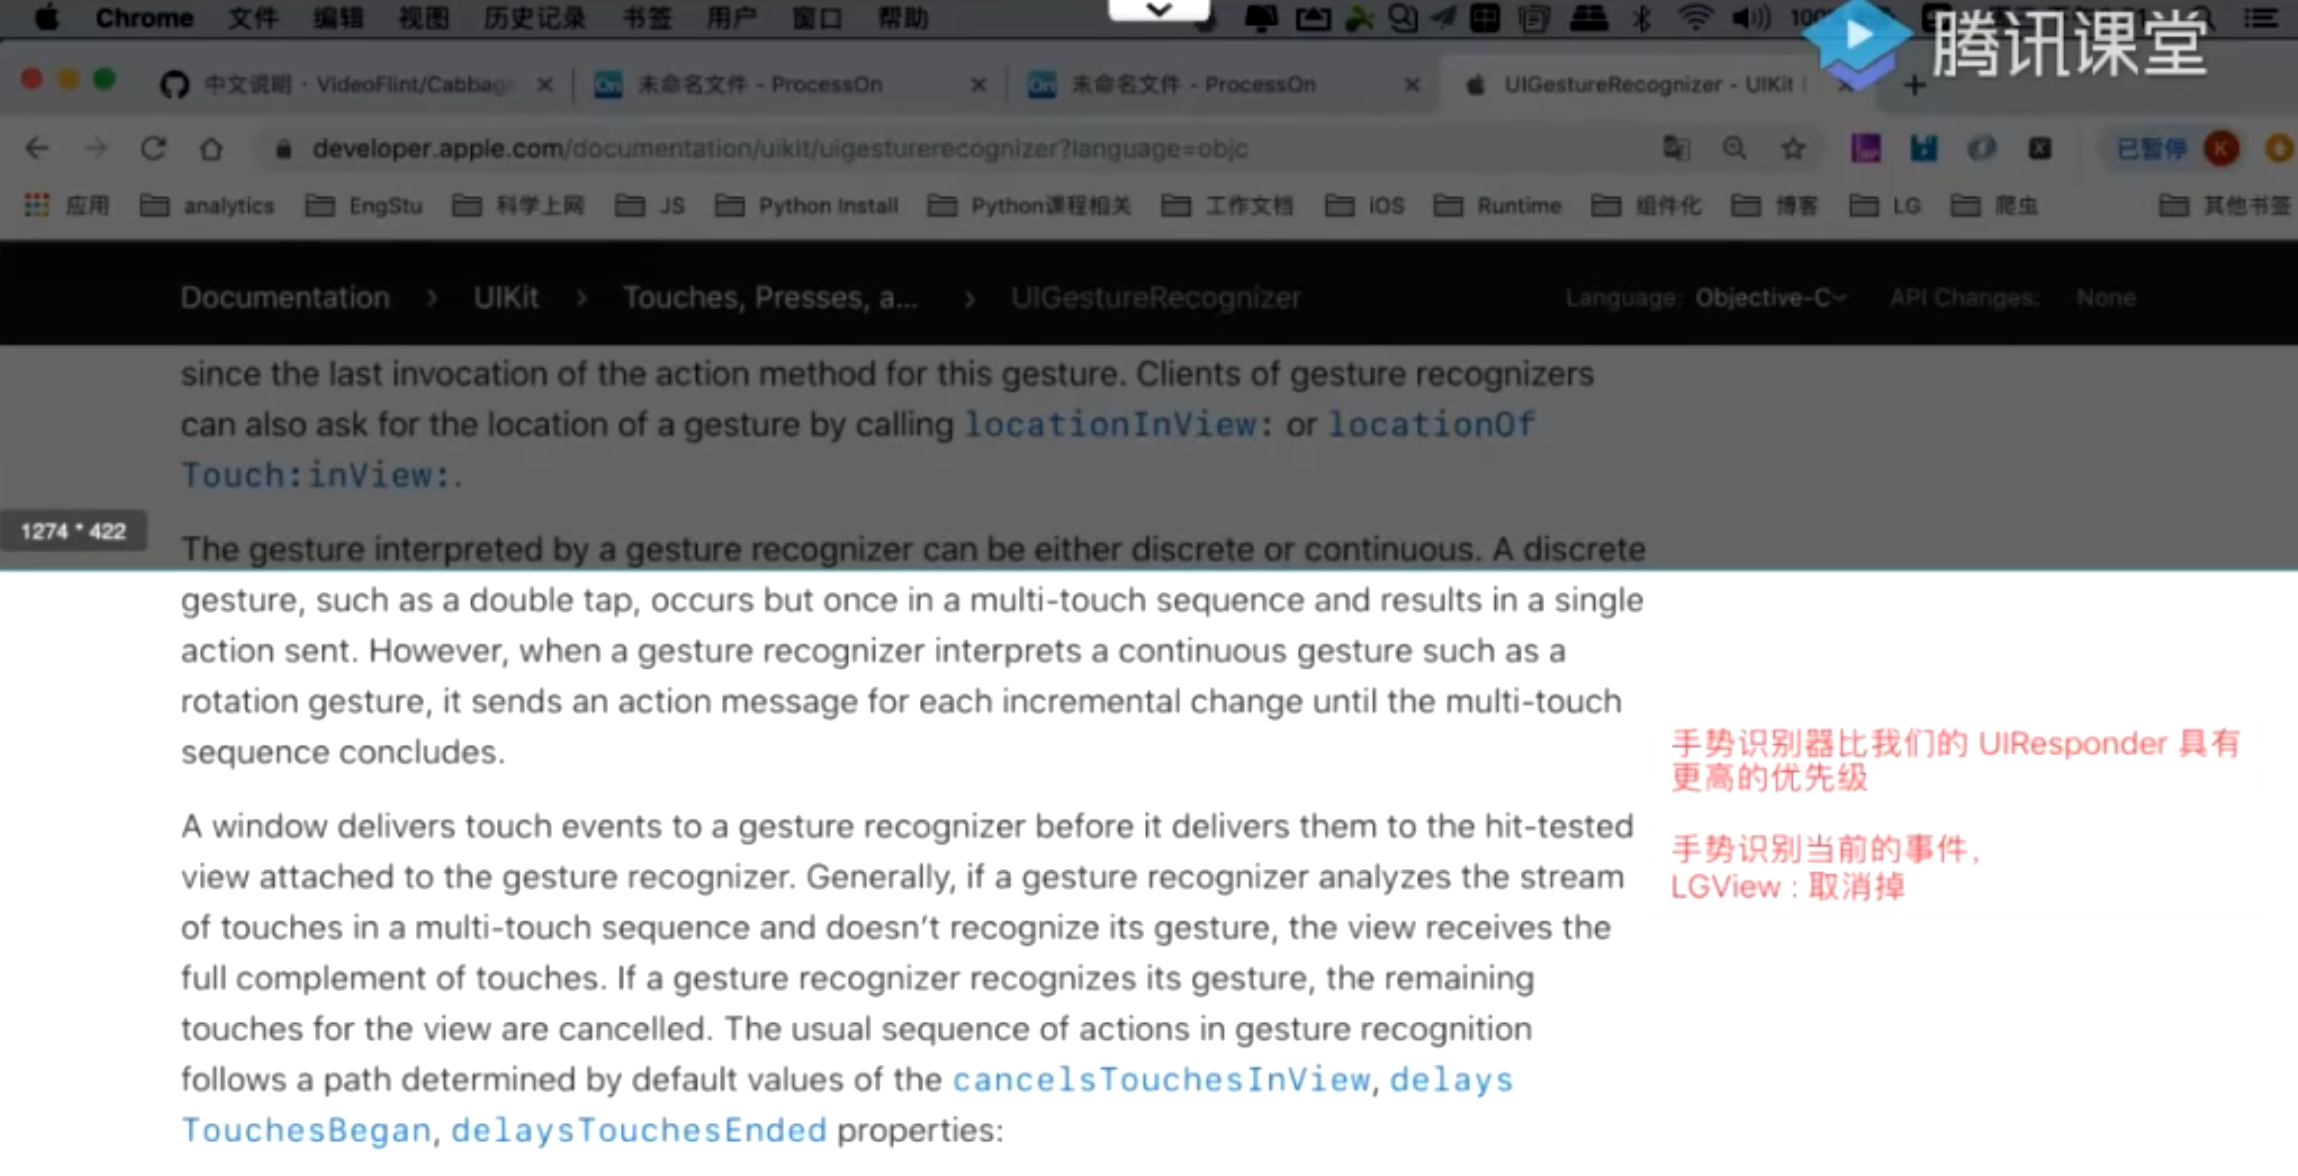 Chrome 文件 编辑 视图 历史记录 书签 用户 窗口 帮助
腾讯课堂
中文说明 · VideoFlint/Cabbag
On 未命名文件 - ProcessOn
On 未命名文件 - ProcessOn
UIGestureRecognizer - UIKit
developer.apple.com/documentation/uikit/uigesturerecognizer?language=objc
已暂停 K
应用 analytics EngStu 科学上网 JS Python Install Python课程相关 工作文档 iOS Runtime 组件化 博客 LG 爬虫 其他书签
Documentation > UIKit > Touches, Presses, a... > UIGestureRecognizer
Language: Objective-C API Changes: None
since the last invocation of the action method for this gesture. Clients of gesture recognizers
can also ask for the location of a gesture by calling locationInView: or locationOf
Touch:inView:.
1274 * 422
The gesture interpreted by a gesture recognizer can be either discrete or continuous. A discrete
gesture, such as a double tap, occurs but once in a multi-touch sequence and results in a single
action sent. However, when a gesture recognizer interprets a continuous gesture such as a
rotation gesture, it sends an action message for each incremental change until the multi-touch
sequence concludes.
手势识别器比我们的 UIResponder 具有
更高的优先级
A window delivers touch events to a gesture recognizer before it delivers them to the hit-tested
view attached to the gesture recognizer. Generally, if a gesture recognizer analyzes the stream
of touches in a multi-touch sequence and doesn't recognize its gesture, the view receives the
full complement of touches. If a gesture recognizer recognizes its gesture, the remaining
touches for the view are cancelled. The usual sequence of actions in gesture recognition
follows a path determined by default values of the cancelsTouchesInView, delays
TouchesBegan, delaysTouchesEnded properties:
手势识别当前的事件,
LGView : 取消掉